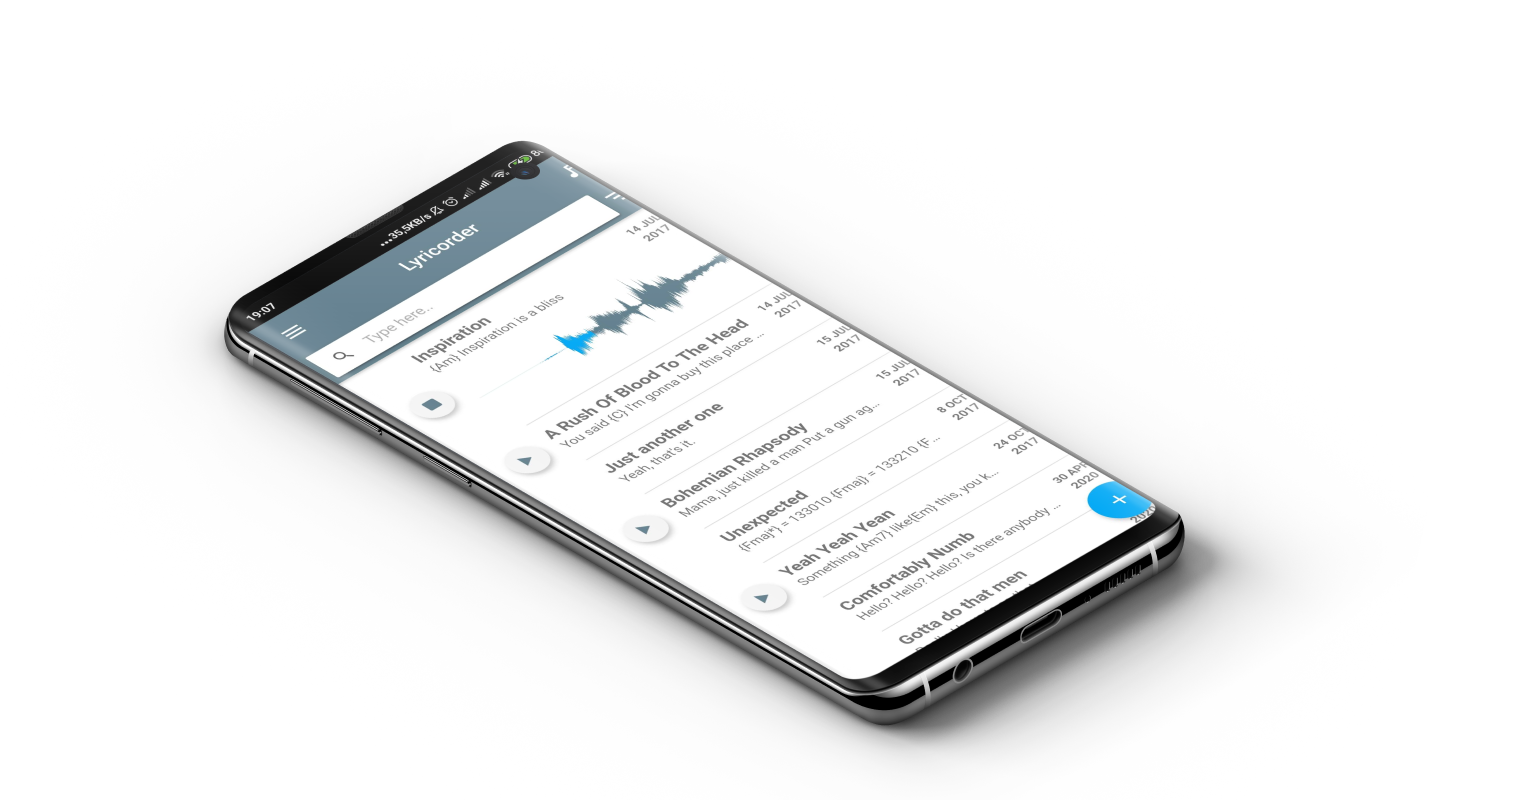 19:07
...35,5KB/s
Lyricorder
Type here..
Inspiration
{Am} Inspiration is a bliss
14 JUL
2017
A Rush Of Blood To The Head
You said {C} I'm gonna buy this place ...
14 JUL
2017
Just another one
Yeah, that's it.
15 JUL
2017
Bohemian Rhapsody
Mama, just killed a man Put a gun ag...
15 JUL
2017
Unexpected
{Fmaj*} = 133010 {Fmaj} = 133210 {F...
8 OCT
2017
Yeah Yeah Yean
Something {Am7} like{Em} this, you k...
24 OCT
2017
Comfortably Numb
Hello? Hello? Hello? Is there anybody ...
30 APR
2020
Gotta do that men
2020